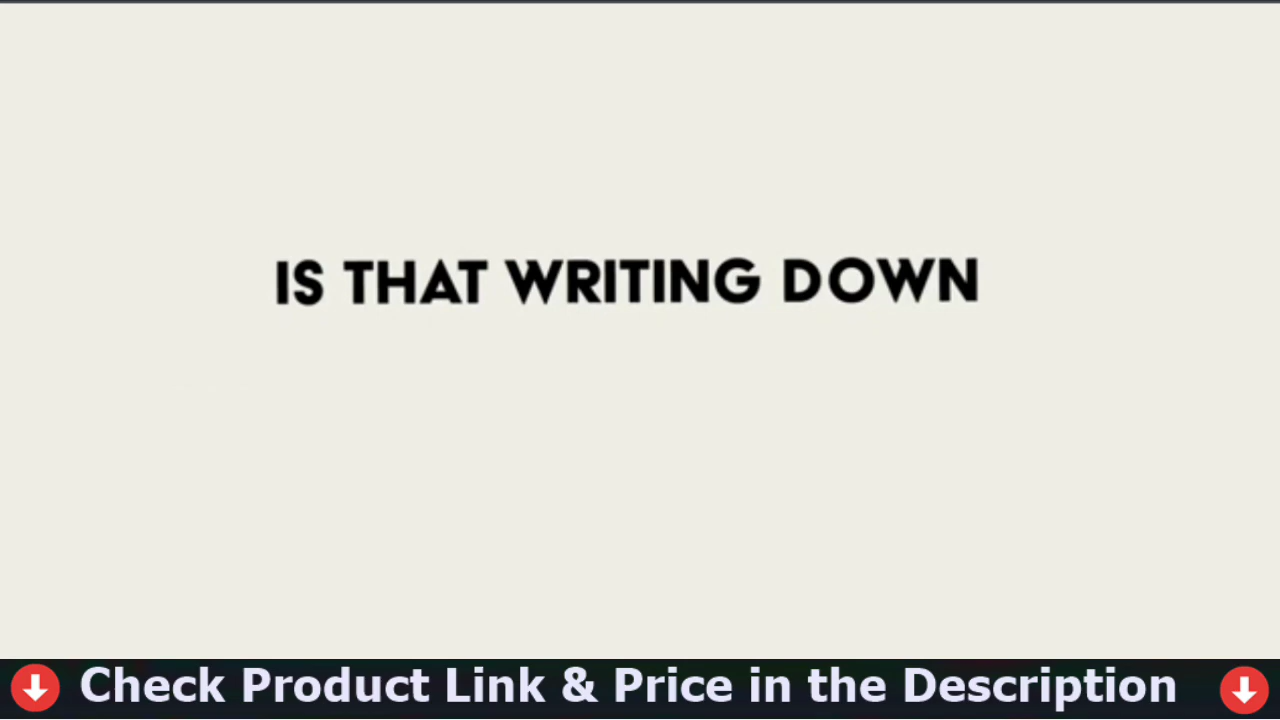 IS THAT WRITING DOWN
Check Product Link & Price in the Description